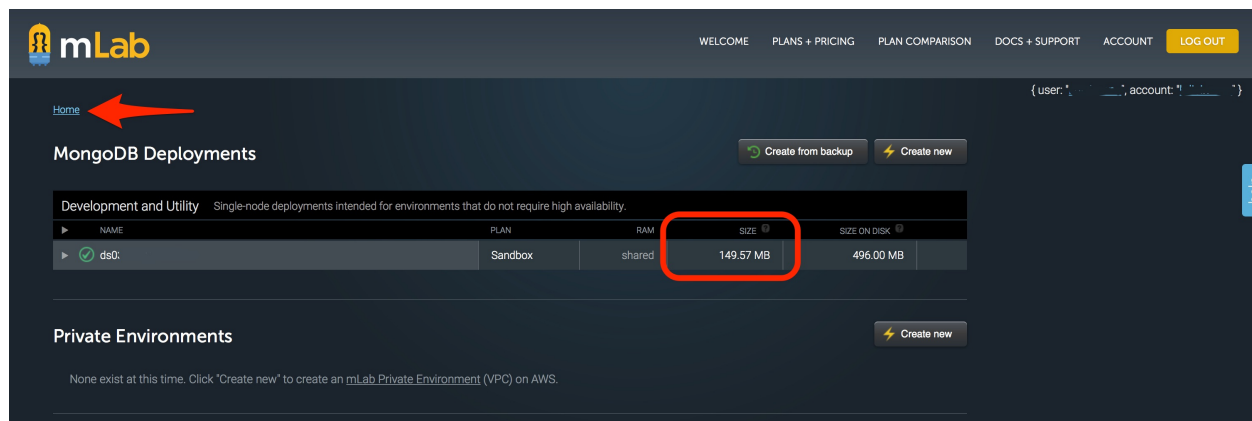 mLab
WELCOME PLANS + PRICING PLAN COMPARISON DOCS + SUPPORT ACCOUNT LOG OUT
{ user: " ", account: " " }
Home
MongoDB Deployments
Create from backup Create new
Development and Utility Single-node deployments intended for environments that do not require high availability.
NAME PLAN RAM SIZE SIZE ON DISK
ds0: Sandbox shared 149.57 MB 496.00 MB
Private Environments
Create new
None exist at this time. Click "Create new" to create an mLab Private Environment (VPC) on AWS.